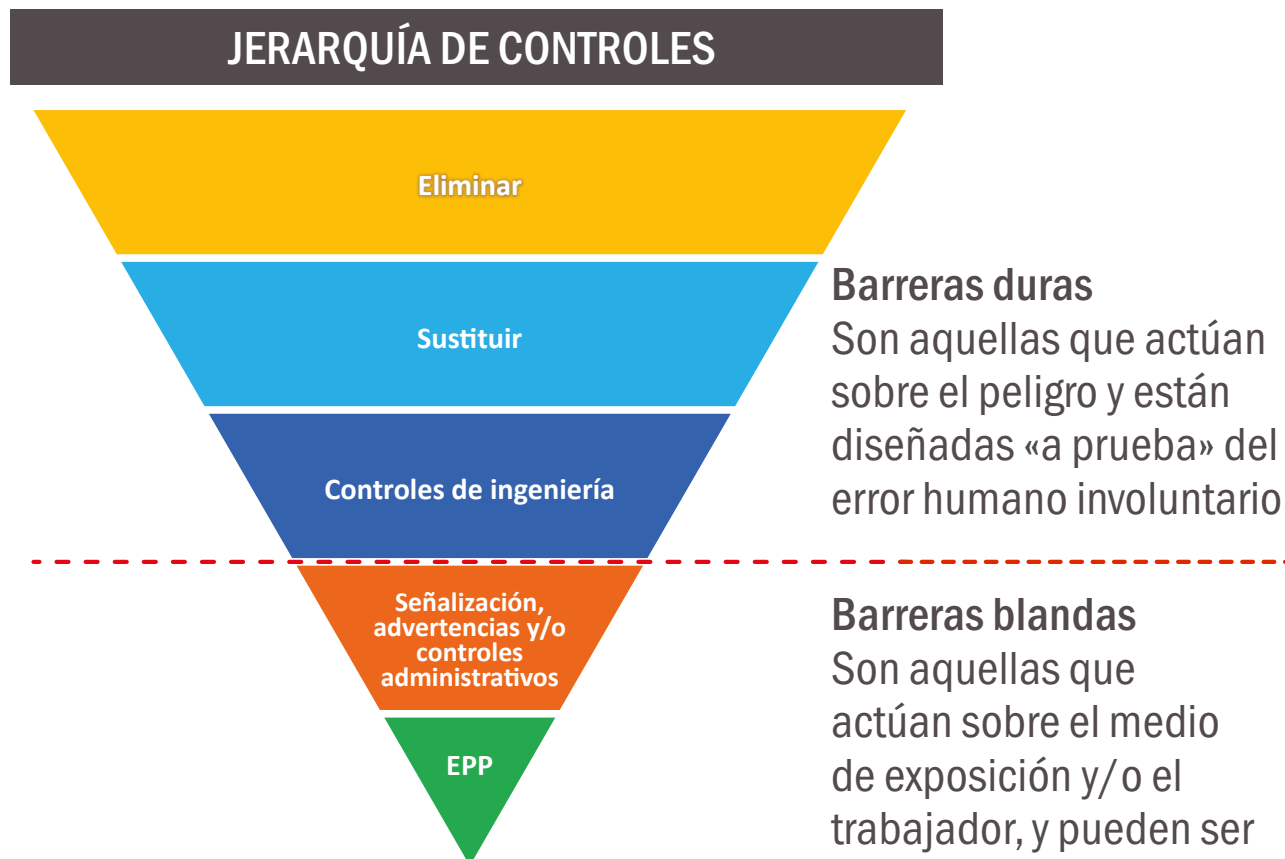 JERARQUÍA DE CONTROLES
Eliminar
Sustituir
Controles de ingeniería
Barreras duras
Son aquellas que actúan
sobre el peligro y están
diseñadas «a prueba» del
error humano involuntario
Señalización,
advertencias y/o
controles
administrativos
EPP
Barreras blandas
Son aquellas que
actúan sobre el medio
de exposición y/o el
trabajador, y pueden ser